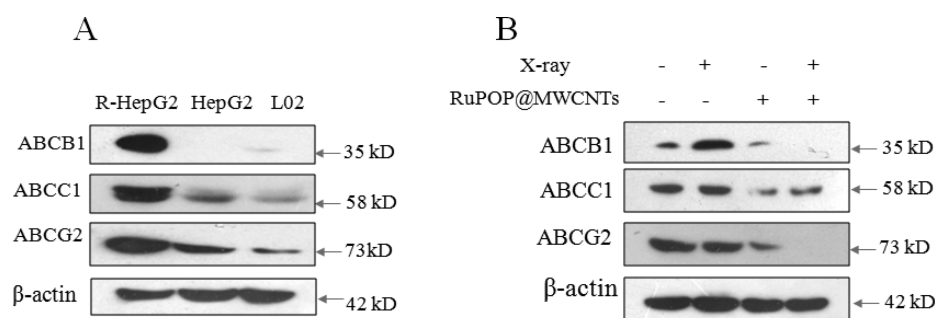 A
R-HepG2 HepG2 L02
ABCB1 35 kD
ABCC1 58 kD
ABCG2 73kD
β-actin 42 kD
B
X-ray - + - +
RuPOP@MWCNTs - - + +
ABCB1 35 kD
ABCC1 58 kD
ABCG2 73 kD
β-actin 42 kD